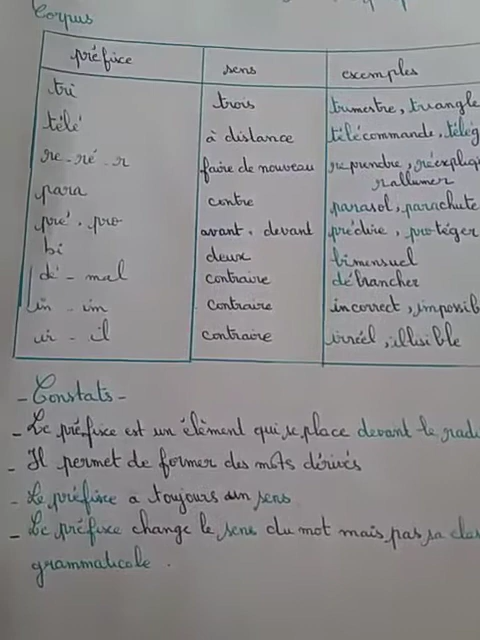 Corpus
préfixe sens exemples
tri trois trimestre, triangle
télé à distance télécommande, télég
re - ré - r faire de nouveau reprendre, réexpliq
rallumer
para contre parasol, parachute
pré - pro avant, devant prédire, protéger
bi deux bimensuel
dé - mal contraire débrancher
in - im contraire incorrect, impossib
ir - il contraire irréel, illisible
- Constats -
- Le préfixe est un élèment qui se place devant le radi
- Il permet de former des mots dérivés
- Le préfixe a toujours un sens
- Le préfixe change le sens du mot mais pas sa clas
grammaticale.